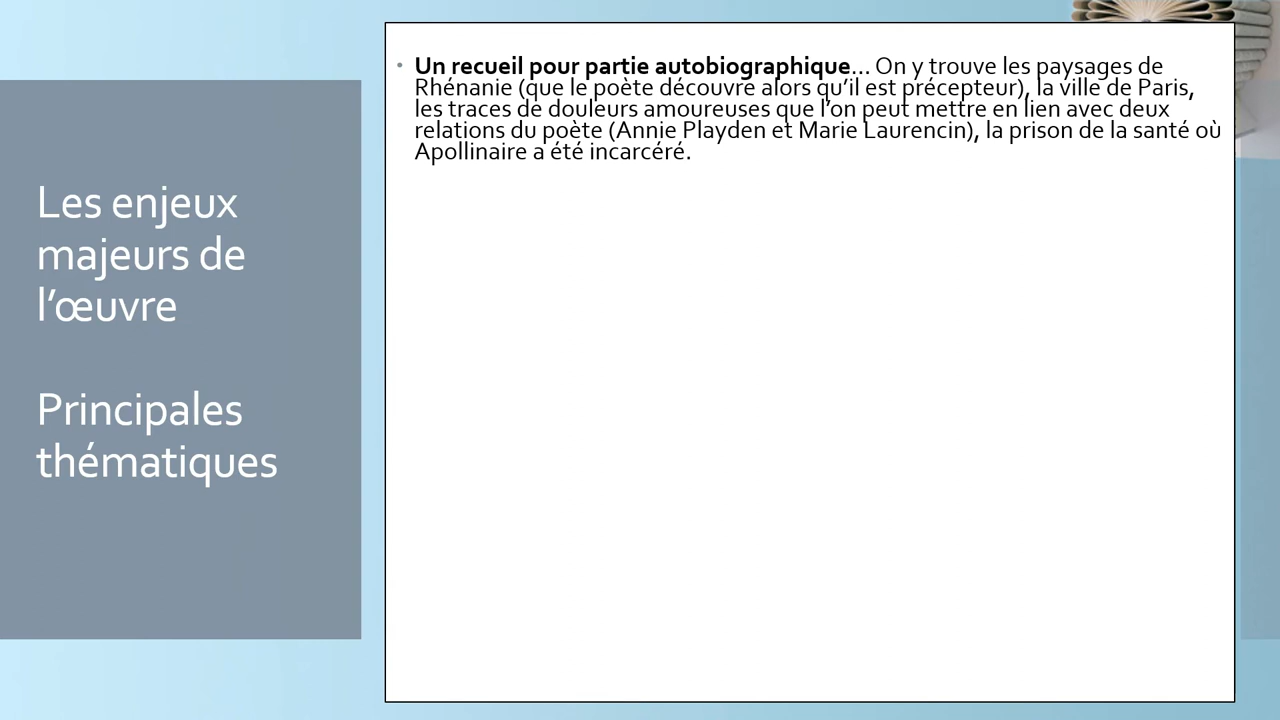 Les enjeux
majeurs de
l’œuvre
Principales
thématiques
• Un recueil pour partie autobiographique… On y trouve les paysages de
Rhénanie (que le poète découvre alors qu’il est précepteur), la ville de Paris,
les traces de douleurs amoureuses que l’on peut mettre en lien avec deux
relations du poète (Annie Playden et Marie Laurencin), la prison de la santé où
Apollinaire a été incarcéré.